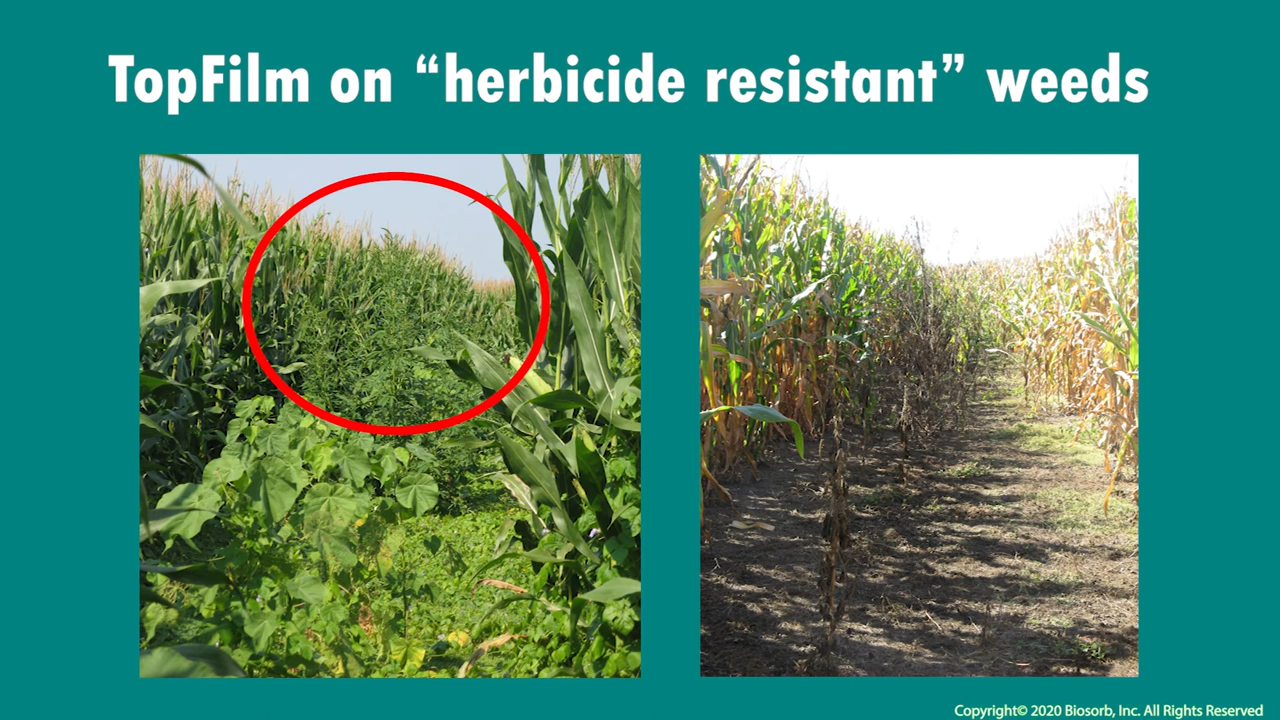 TopFilm on “herbicide resistant” weeds
Copyright© 2020 Biosorb, Inc. All Rights Reserved